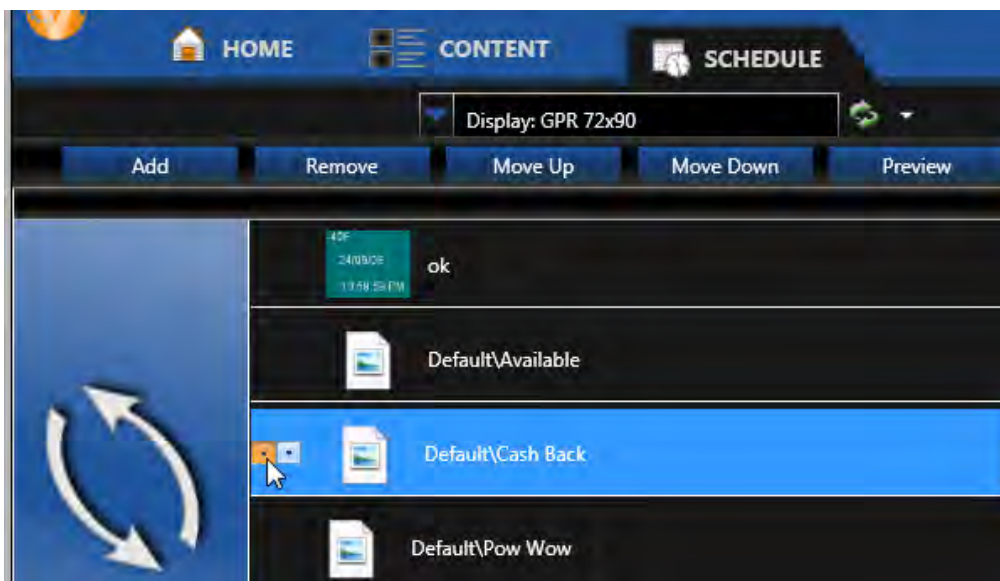 HOME CONTENT SCHEDULE
Display: GPR 72x90
Add Remove Move Up Move Down Preview
ok
Default\Available
Default\Cash Back
Default\Pow Wow